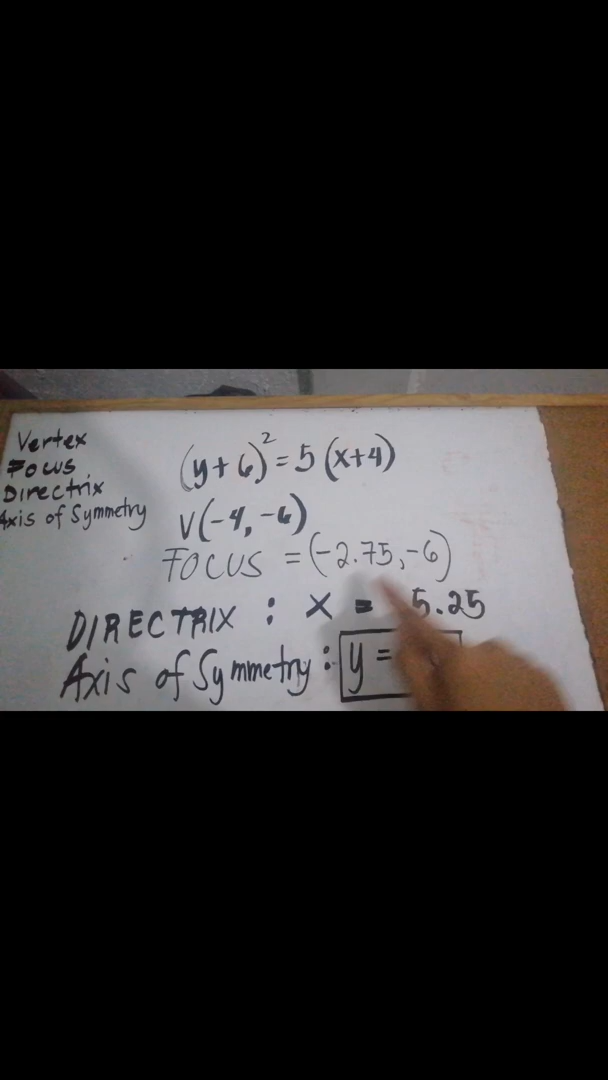 Vertex
Focus
Directrix
Axis of Symmetry
(y+6)²=5(x+4)
V(-4,-6)
FOCUS =(-2.75,-6)
DIRECTRIX : X = 5.25
Axis of Symmetry: y =